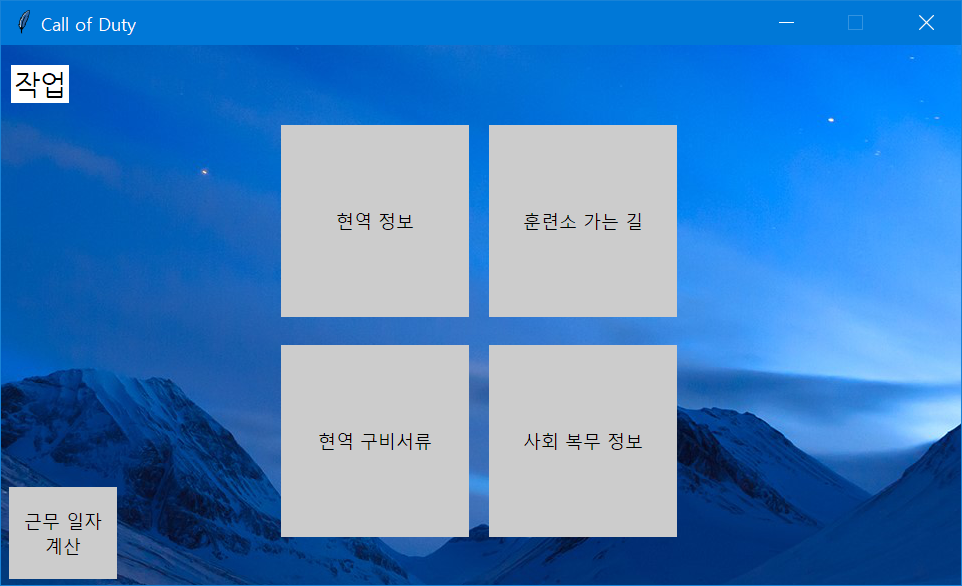 Call of Duty
작업
현역 정보
훈련소 가는 길
현역 구비서류
사회 복무 정보
근무 일자
계산